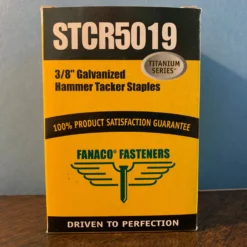 STCR5019
TITANIUM
SERIES
3/8" Galvanized
Hammer Tacker Staples
100% PRODUCT SATISFACTION GUARANTEE
FANACO® FASTENERS
DRIVEN TO PERFECTION